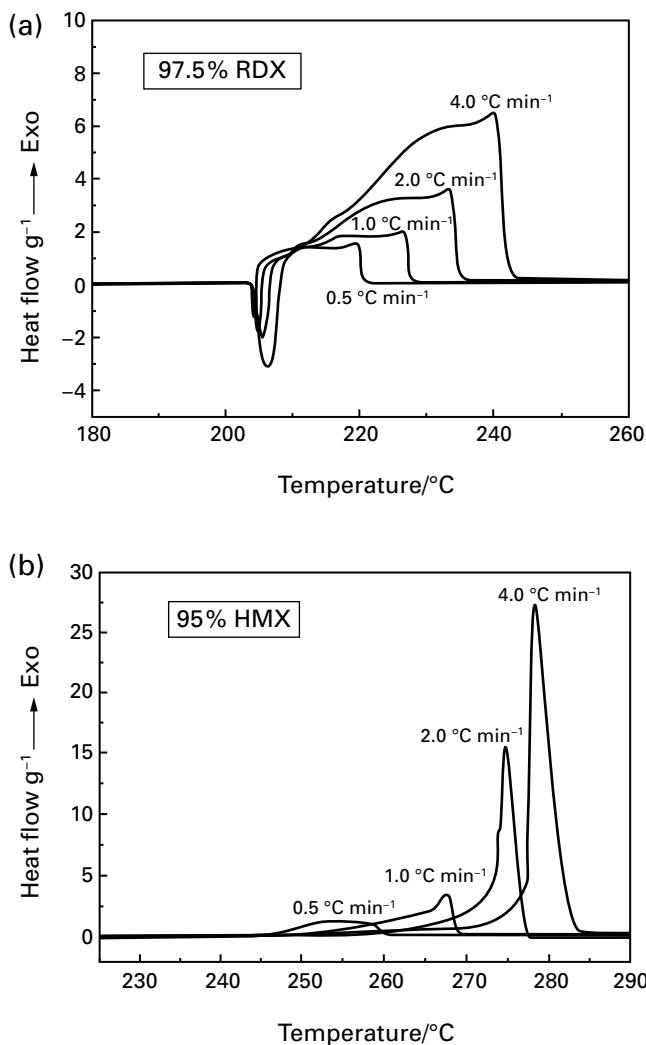 (a)
97.5% RDX
Heat flow g⁻¹ ⟶ Exo
10
8
6
4
2
0
−2
−4
4.0 °C min⁻¹
2.0 °C min⁻¹
1.0 °C min⁻¹
0.5 °C min⁻¹
180 200 220 240 260
Temperature/°C
(b)
95% HMX
Heat flow g⁻¹ ⟶ Exo
30
25
20
15
10
5
0
4.0 °C min⁻¹
2.0 °C min⁻¹
1.0 °C min⁻¹
0.5 °C min⁻¹
230 240 250 260 270 280 290
Temperature/°C